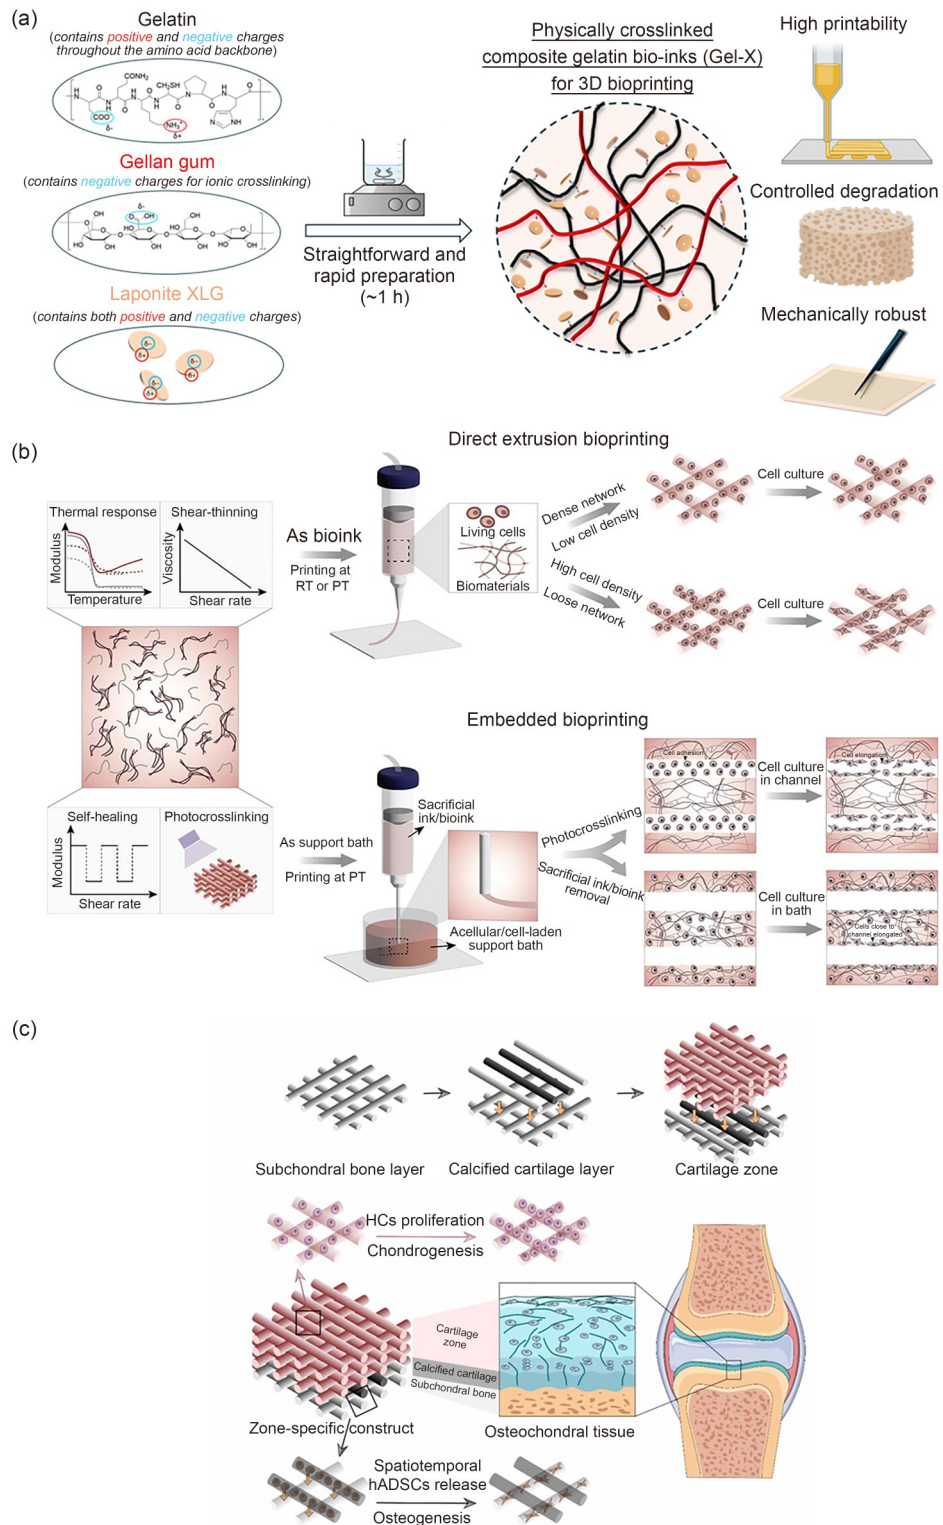 (a)
Gelatin
(contains positive and negative charges
throughout the amino acid backbone)
Gellan gum
(contains negative charges for ionic crosslinking)
Laponite XLG
(contains both positive and negative charges)
δ-
δ+
δ-
δ+
δ-
δ+
Straightforward and
rapid preparation
(~1 h)
Physically crosslinked
composite gelatin bio-inks (Gel-X)
for 3D bioprinting
High printability
Controlled degradation
Mechanically robust
(b)
Direct extrusion bioprinting
Thermal response
Modulus
Temperature
Shear-thinning
Viscosity
Shear rate
As bioink
Printing at
RT or PT
Living cells
Biomaterials
Dense network
Low cell density
High cell density
Loose network
Cell culture
Cell culture
Embedded bioprinting
Self-healing
Modulus
Shear rate
Photocrosslinking
As support bath
Printing at PT
Sacrificial
ink/bioink
Acellular/cell-laden
support bath
Photocrosslinking
Sacrificial ink/bioink
removal
Cell adhesion
Cell culture
in channel
Cell elongation
Cell culture
in bath
Cells close to
channel elongated
(c)
Subchondral bone layer
Calcified cartilage layer
Cartilage zone
HCs proliferation
Chondrogenesis
Cartilage
zone
Calcified cartilage
Subchondral bone
Zone-specific construct
Osteochondral tissue
Spatiotemporal
hADSCs release
Osteogenesis